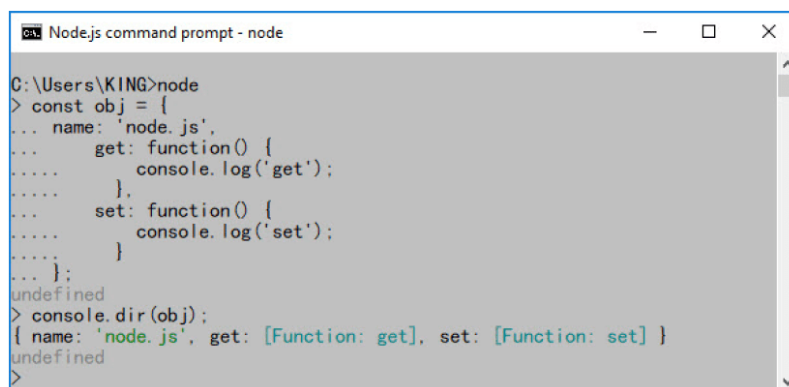 Node.js command prompt - node
C:\Users\KING>node
> const obj = {
... name: 'node.js',
...     get: function() {
.....       console.log('get');
.....     },
...     set: function() {
.....       console.log('set');
.....     }
... };
undefined
> console.dir(obj);
{ name: 'node.js', get: [Function: get], set: [Function: set] }
undefined
>